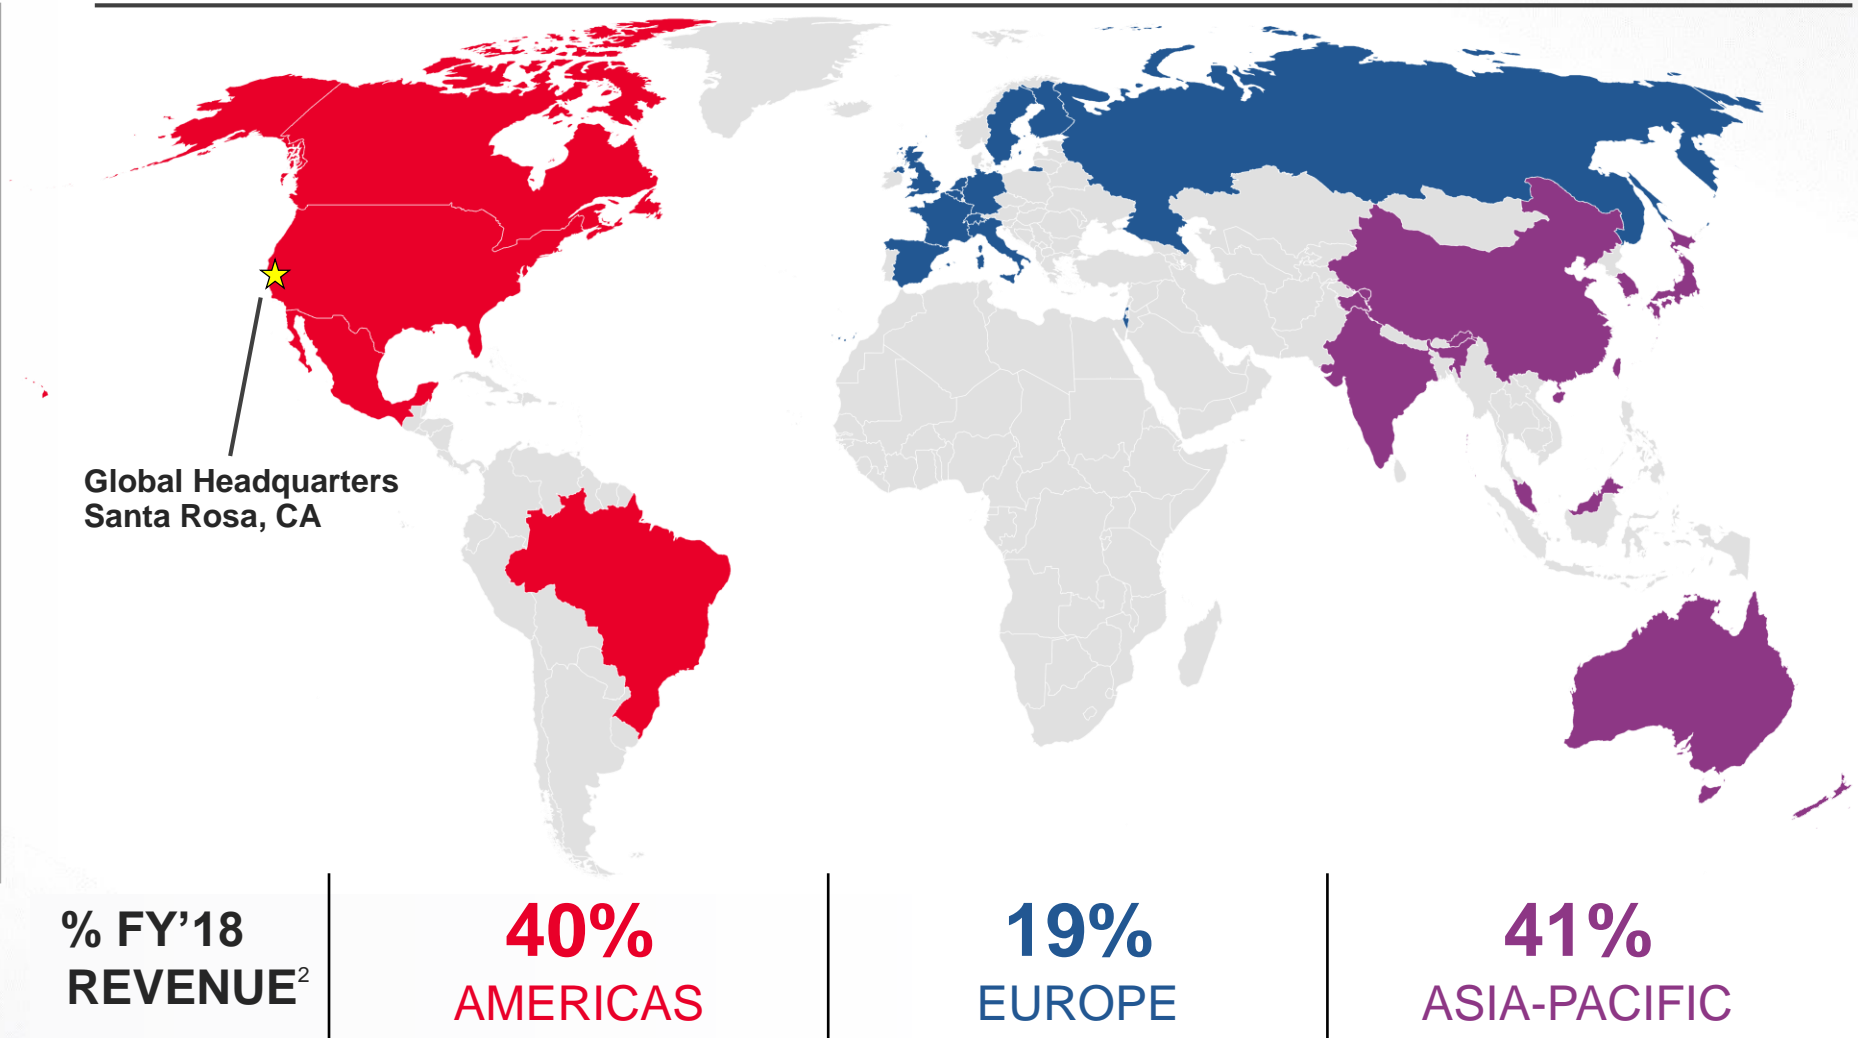 Global Headquarters
Santa Rosa, CA
% FY’18
REVENUE2
40%
AMERICAS
19%
EUROPE
41%
ASIA-PACIFIC